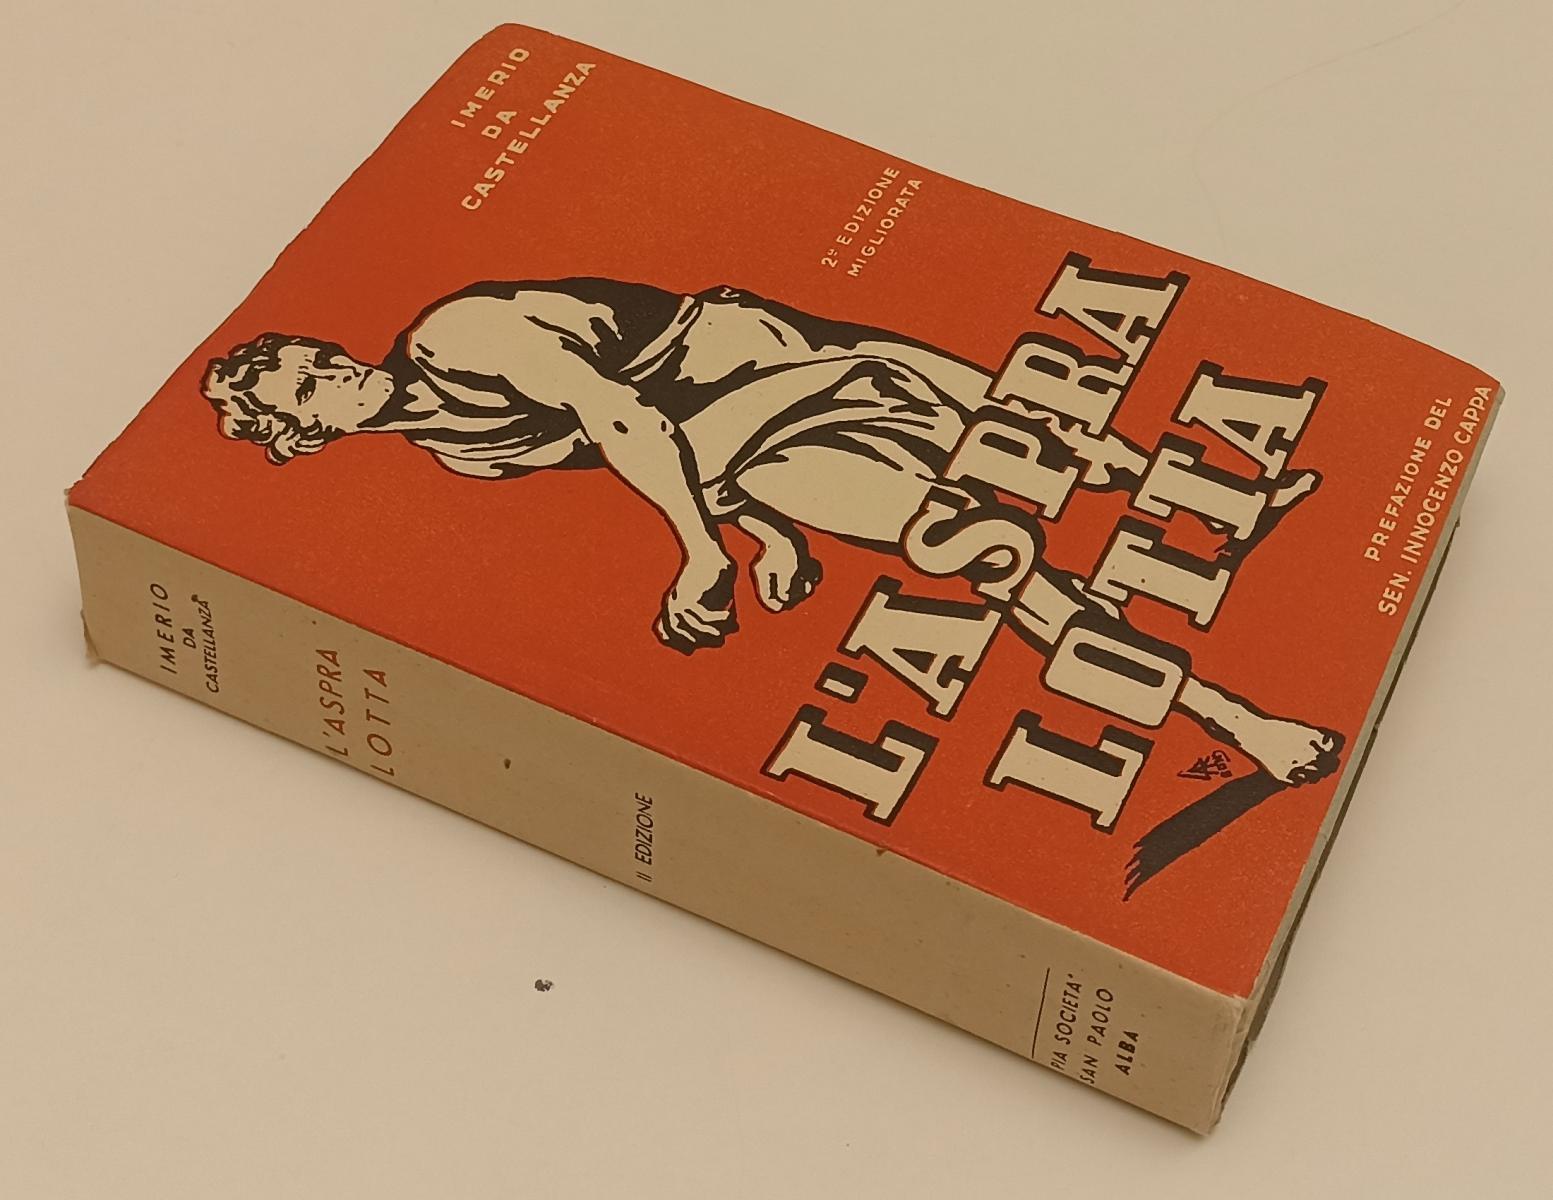 IMERIO
DA
CASTELLANZA
2ª EDIZIONE
MIGLIORATA
L'ASPRA
LOTTA
PREFAZIONE DEL
SEN. INNOCENZO CAPPA
IMERIO
DA
CASTELLANZA
L'ASPRA
LOTTA
II EDIZIONE
PIA SOCIETA'
SAN PAOLO
ALBA